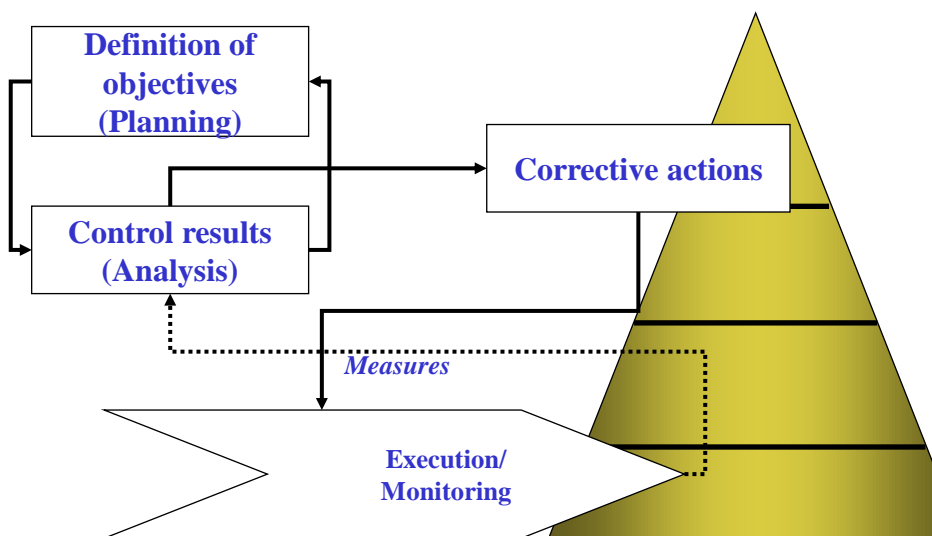 Definition of
objectives
(Planning)
Corrective actions
Control results
(Analysis)
Measures
Execution/
Monitoring